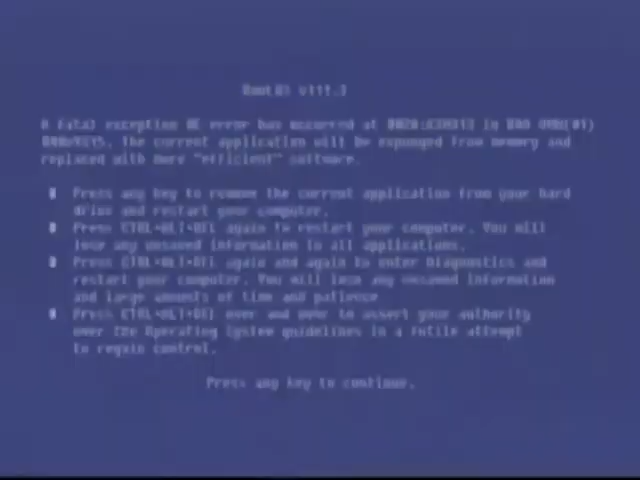 A fatal exception 0E error has occurred at in
The current application will be expunged from memory and
replaced with more "efficient" software.
Press any key to remove the current application from your hard
drive and restart your computer.
Press CTRL+ALT+DEL again to restart your computer. You will
lose any unsaved information in all applications.
Press CTRL+ALT+DEL again and again to enter Diagnostics and
restart your computer. You will lose any unsaved information
and large amounts of time and patience
Press CTRL+ALT+DEL over and over to assert your authority
over the Operating System guidelines in a futile attempt
to regain control.
Press any key to continue.